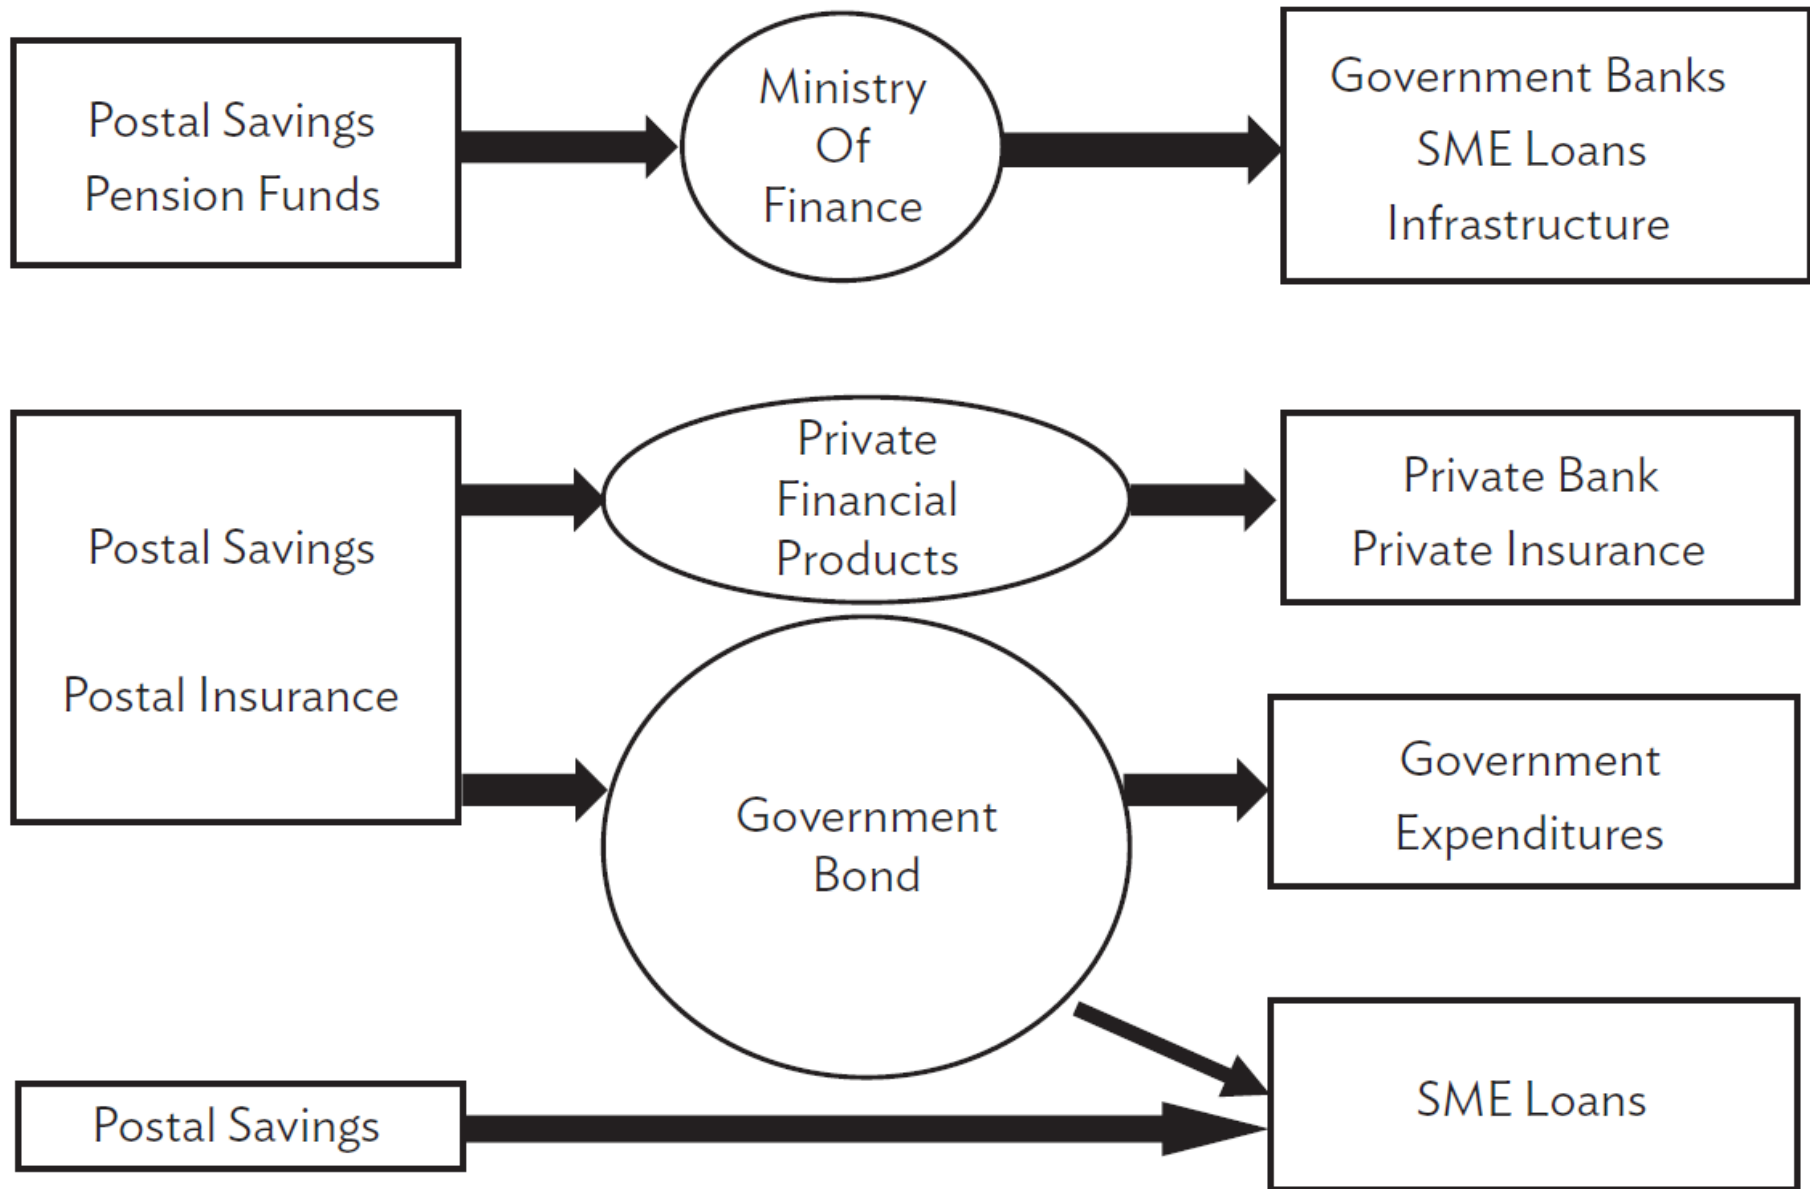 Postal Savings
Pension Funds
Ministry
Of
Finance
Government Banks
SME Loans
Infrastructure
Postal Savings
Postal Insurance
Private
Financial
Products
Private Bank
Private Insurance
Government
Bond
Government
Expenditures
Postal Savings
SME Loans